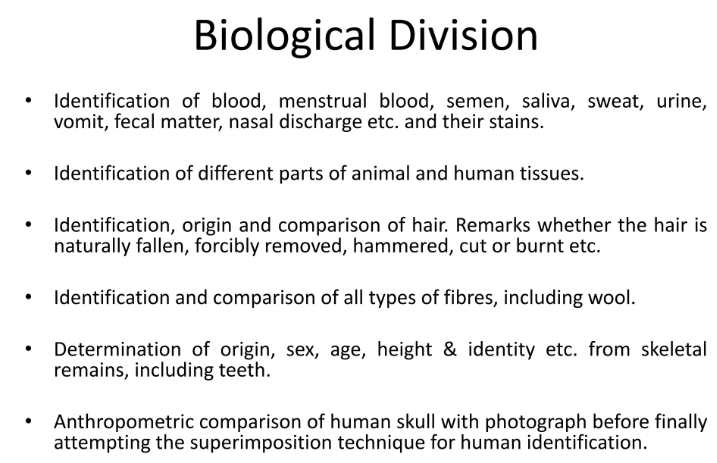 Biological Division
• Identification of blood, menstrual blood, semen, saliva, sweat, urine,
vomit, fecal matter, nasal discharge etc. and their stains.
• Identification of different parts of animal and human tissues.
• Identification, origin and comparison of hair. Remarks whether the hair is
naturally fallen, forcibly removed, hammered, cut or burnt etc.
• Identification and comparison of all types of fibres, including wool.
• Determination of origin, sex, age, height & identity etc. from skeletal
remains, including teeth.
• Anthropometric comparison of human skull with photograph before finally
attempting the superimposition technique for human identification.